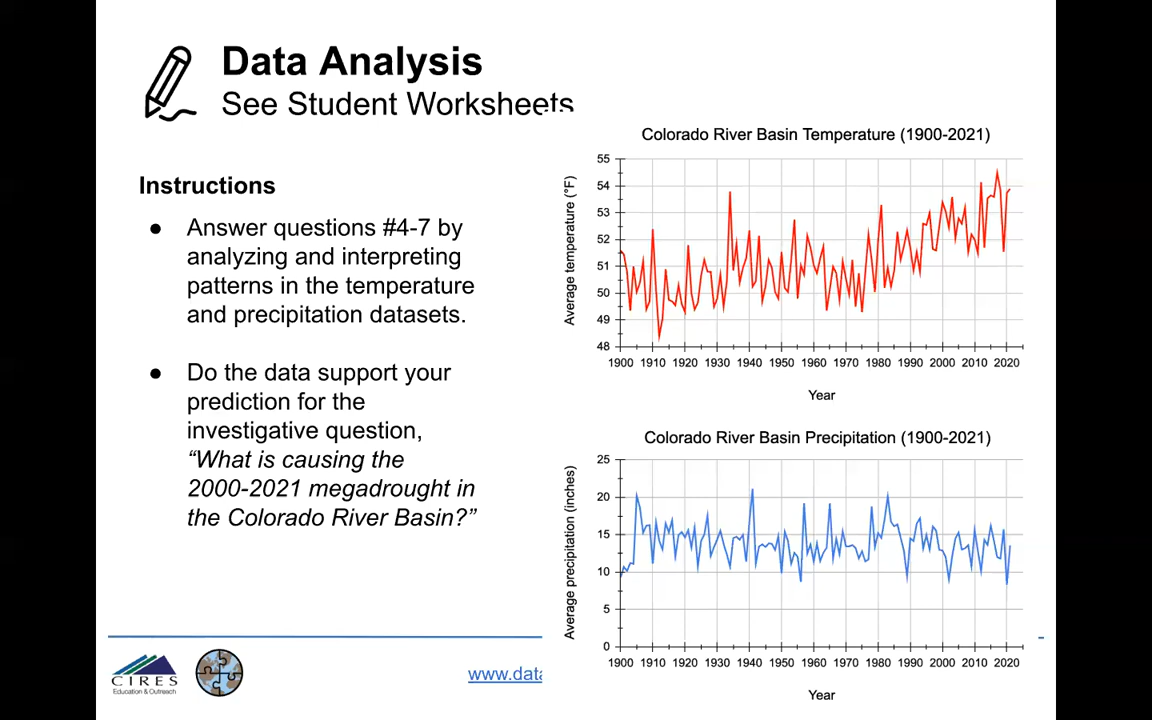 Data Analysis
See Student Worksheets
Instructions
● Answer questions #4-7 by
analyzing and interpreting
patterns in the temperature
and precipitation datasets.
● Do the data support your
prediction for the
investigative question,
“What is causing the
2000-2021 megadrought in
the Colorado River Basin?”
Colorado River Basin Temperature (1900-2021)
Average temperature (°F)
55
54
53
52
51
50
49
48
1900 1910 1920 1930 1940 1950 1960 1970 1980 1990 2000 2010 2020
Year
Colorado River Basin Precipitation (1900-2021)
Average precipitation (inches)
25
20
15
10
5
0
1900 1910 1920 1930 1940 1950 1960 1970 1980 1990 2000 2010 2020
Year
CIRES
Education & Outreach
www.data